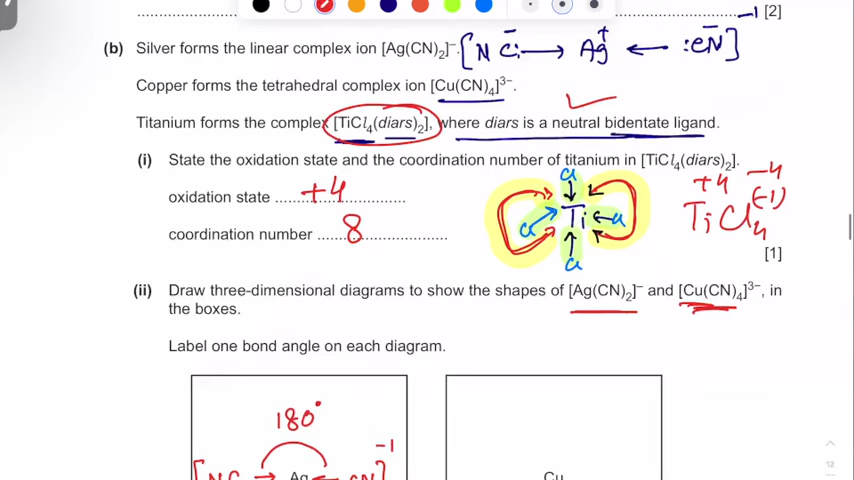 -1 [2]
(b) Silver forms the linear complex ion [Ag(CN)2]–. [N C̄: → Ag+ ← :CN̄]-1
Copper forms the tetrahedral complex ion [Cu(CN)4]3–.
Titanium forms the complex [TiCl4(diars)2], where diars is a neutral bidentate ligand.
(i) State the oxidation state and the coordination number of titanium in [TiCl4(diars)2].
oxidation state +4
coordination number 8
Cl
Cl Ti Cl
Cl
+4 -4
(-1)
TiCl4
[1]
(ii) Draw three-dimensional diagrams to show the shapes of [Ag(CN)2]– and [Cu(CN)4]3–, in
the boxes.
Label one bond angle on each diagram.
180°
[NC → Ag ← CN]-1
Cu
12